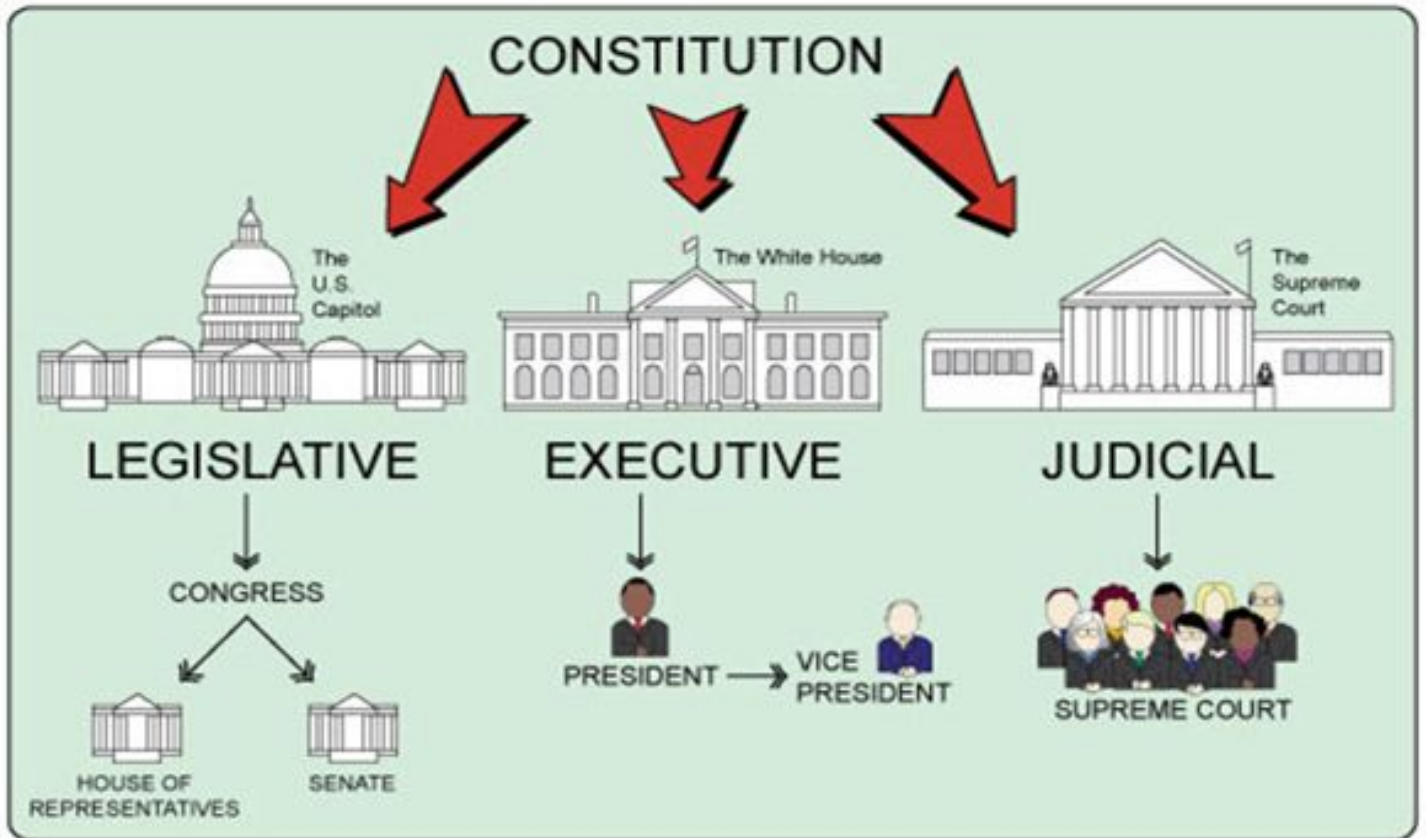 CONSTITUTION
The
U.S.
Capitol
The White House
The
Supreme
Court
LEGISLATIVE
EXECUTIVE
JUDICIAL
CONGRESS
PRESIDENT
VICE
PRESIDENT
SUPREME COURT
HOUSE OF
REPRESENTATIVES
SENATE